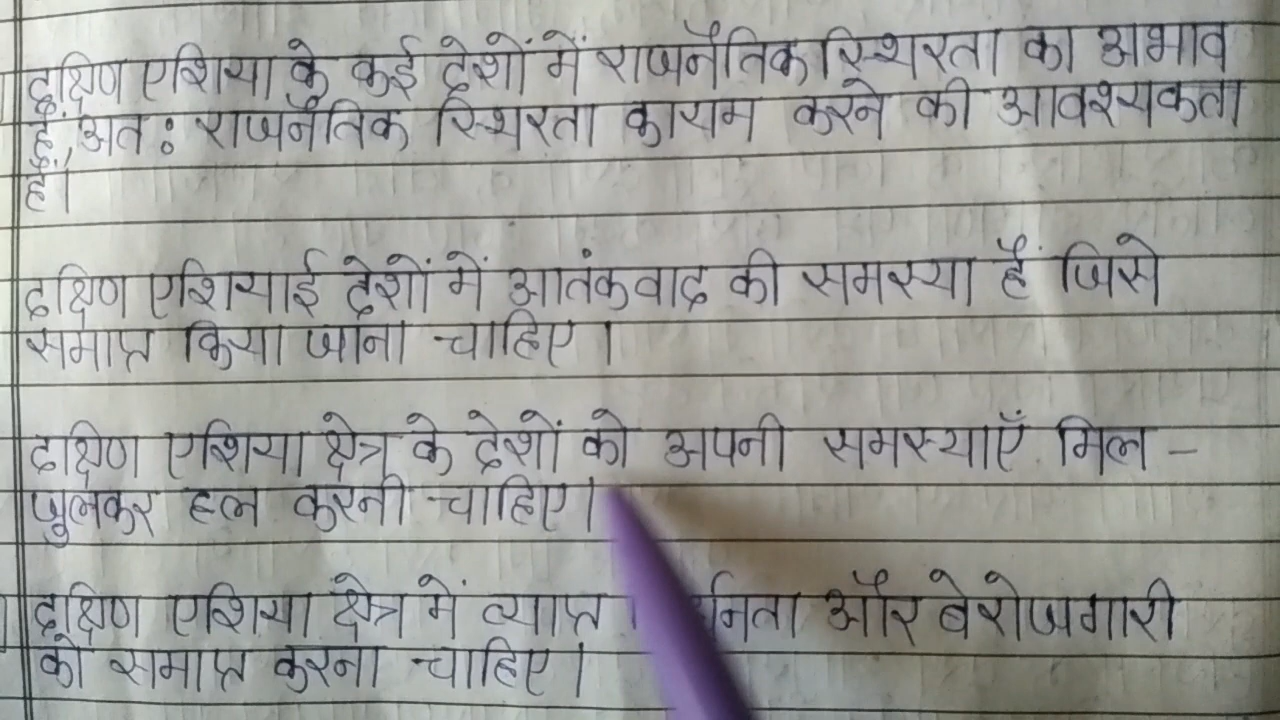 दक्षिण एशिया के कई देशों में राजनैतिक स्थिरता का अभाव
है, अत: राजनैतिक स्थिरता कायम करने की आवश्यकता
है।
दक्षिण एशियाई देशों में आतंकवाद की समस्या है जिसे
समाप्त किया जाना चाहिए।
दक्षिण एशिया क्षेत्र के देशों को अपनी समस्याएँ मिल -
जुलकर हल करनी चाहिए।
दक्षिण एशिया क्षेत्र में व्याप्त और बेरोजगारी
को समाप्त करना चाहिए।